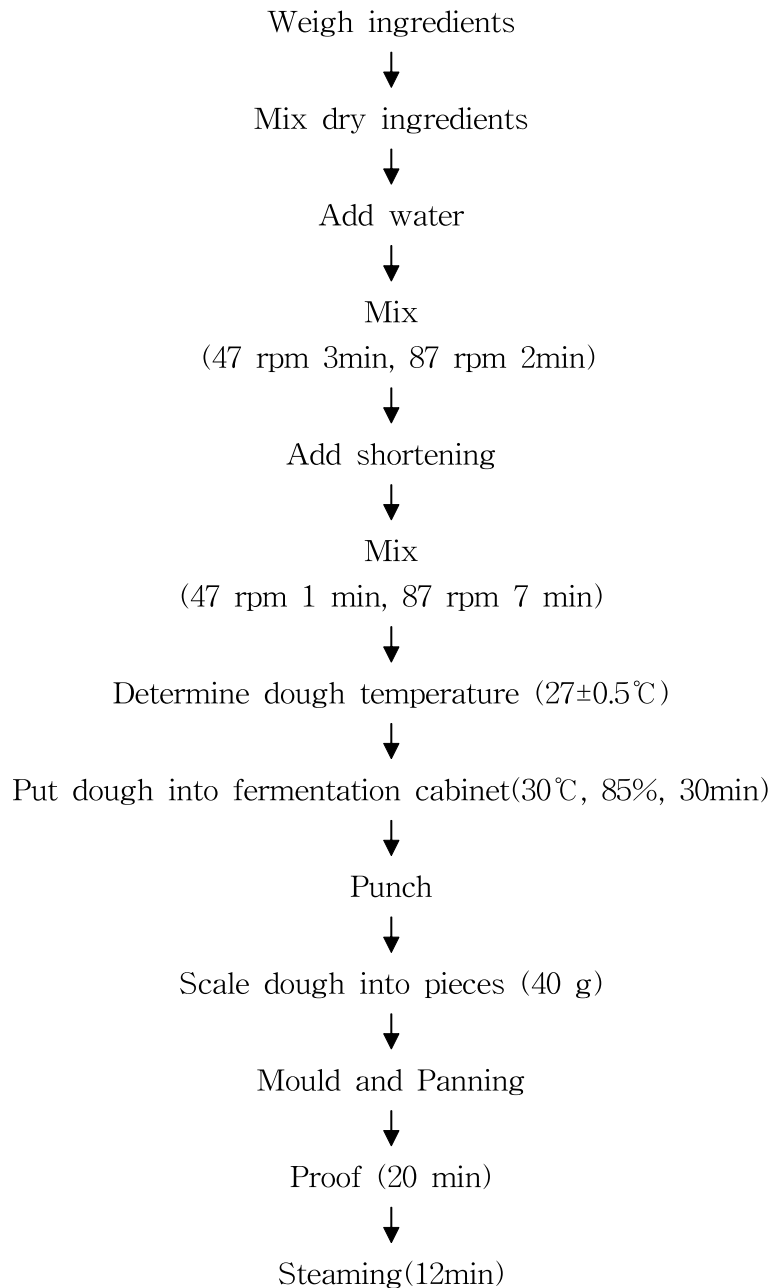 Weigh ingredients
Mix dry ingredients
Add water
Mix
(47 rpm 3min, 87 rpm 2min)
Add shortening
Mix
(47 rpm 1 min, 87 rpm 7 min)
Determine dough temperature (27±0.5℃)
Put dough into fermentation cabinet(30℃, 85%, 30min)
Punch
Scale dough into pieces (40 g)
Mould and Panning
Proof (20 min)
Steaming(12min)